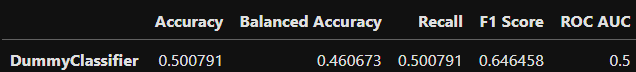 Accuracy Balanced Accuracy Recall F1 Score ROC AUC
DummyClassifier 0.500791 0.460673 0.500791 0.646458 0.5